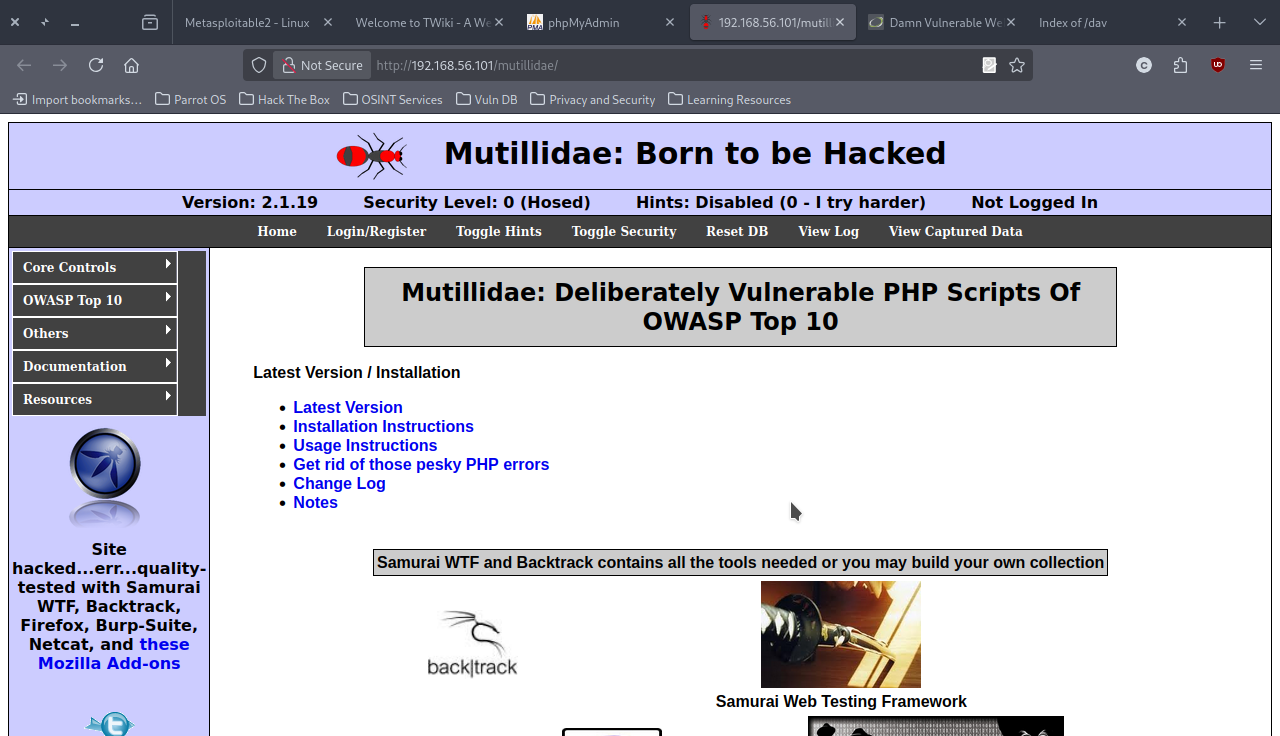 Metasploitable2 - Linux
Welcome to TWiki - A We
phpMyAdmin
192.168.56.101/mutill
Damn Vulnerable We
Index of /dav
Not Secure
http://192.168.56.101/mutillidae/
Import bookmarks...
Parrot OS
Hack The Box
OSINT Services
Vuln DB
Privacy and Security
Learning Resources
Mutillidae: Born to be Hacked
Version: 2.1.19
Security Level: 0 (Hosed)
Hints: Disabled (0 - I try harder)
Not Logged In
Home
Login/Register
Toggle Hints
Toggle Security
Reset DB
View Log
View Captured Data
Core Controls
OWASP Top 10
Others
Documentation
Resources
Site
hacked...err...quality-
tested with Samurai
WTF, Backtrack,
Firefox, Burp-Suite,
Netcat, and these
Mozilla Add-ons
Mutillidae: Deliberately Vulnerable PHP Scripts Of
OWASP Top 10
Latest Version / Installation
Latest Version
Installation Instructions
Usage Instructions
Get rid of those pesky PHP errors
Change Log
Notes
Samurai WTF and Backtrack contains all the tools needed or you may build your own collection
back|track
Samurai Web Testing Framework